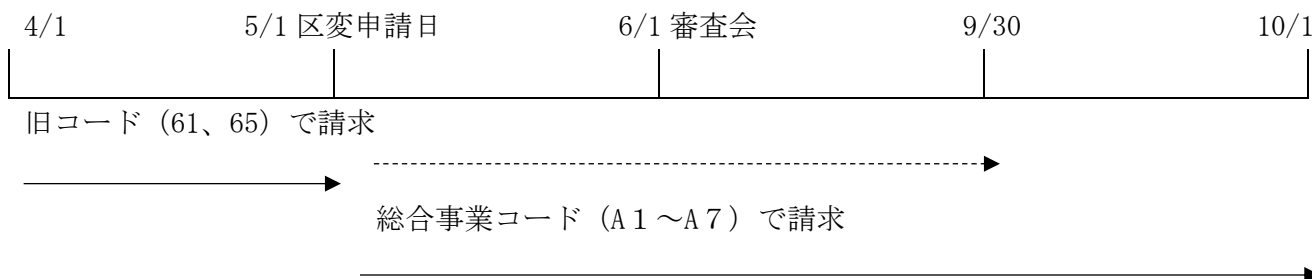 4/1 5/1 区変申請日 6/1 審査会 9/30 10/1
旧コード（61、65）で請求
総合事業コード（A１～A７）で請求